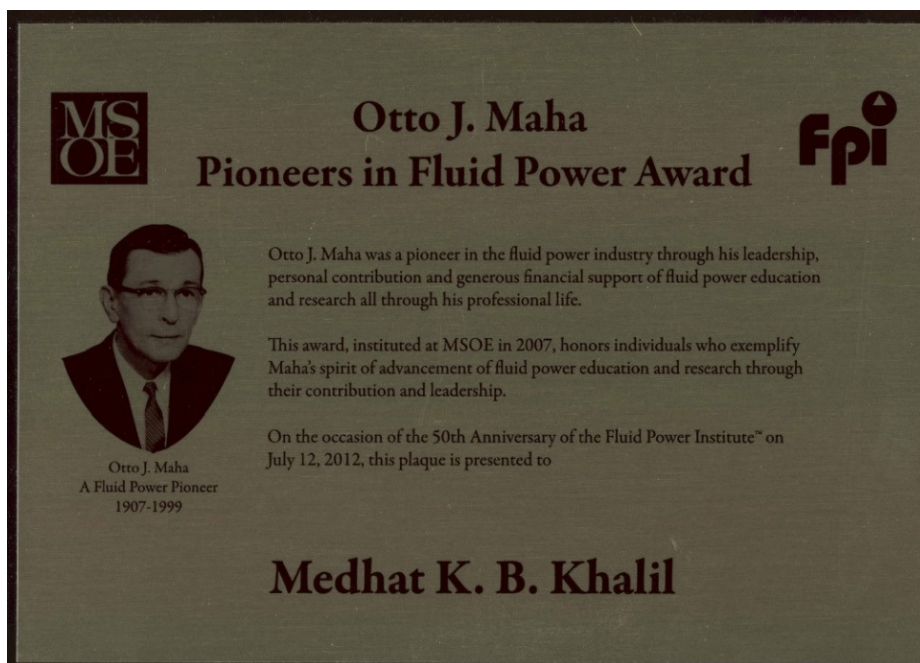 MS
OE
fpi
Otto J. Maha
Pioneers in Fluid Power Award
Otto J. Maha was a pioneer in the fluid power industry through his leadership,
personal contribution and generous financial support of fluid power education
and research all through his professional life.
This award, instituted at MSOE in 2007, honors individuals who exemplify
Maha's spirit of advancement of fluid power education and research through
their contribution and leadership.
On the occasion of the 50th Anniversary of the Fluid Power Institute™ on
July 12, 2012, this plaque is presented to
Otto J. Maha
A Fluid Power Pioneer
1907-1999
Medhat K. B. Khalil